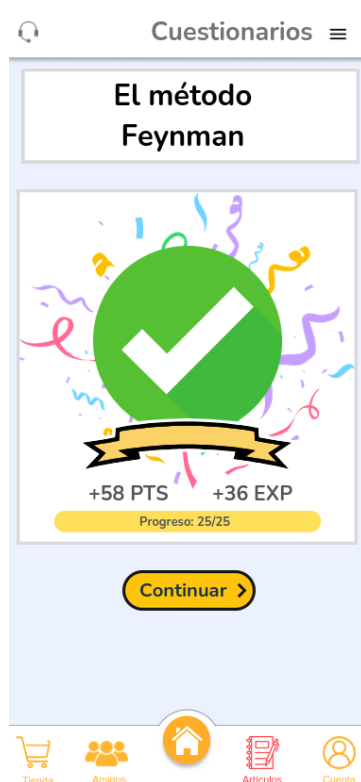 Cuestionarios
El método
Feynman
+58 PTS +36 EXP
Progreso: 25/25
Continuar
Tienda Amigos Artículos Cuenta